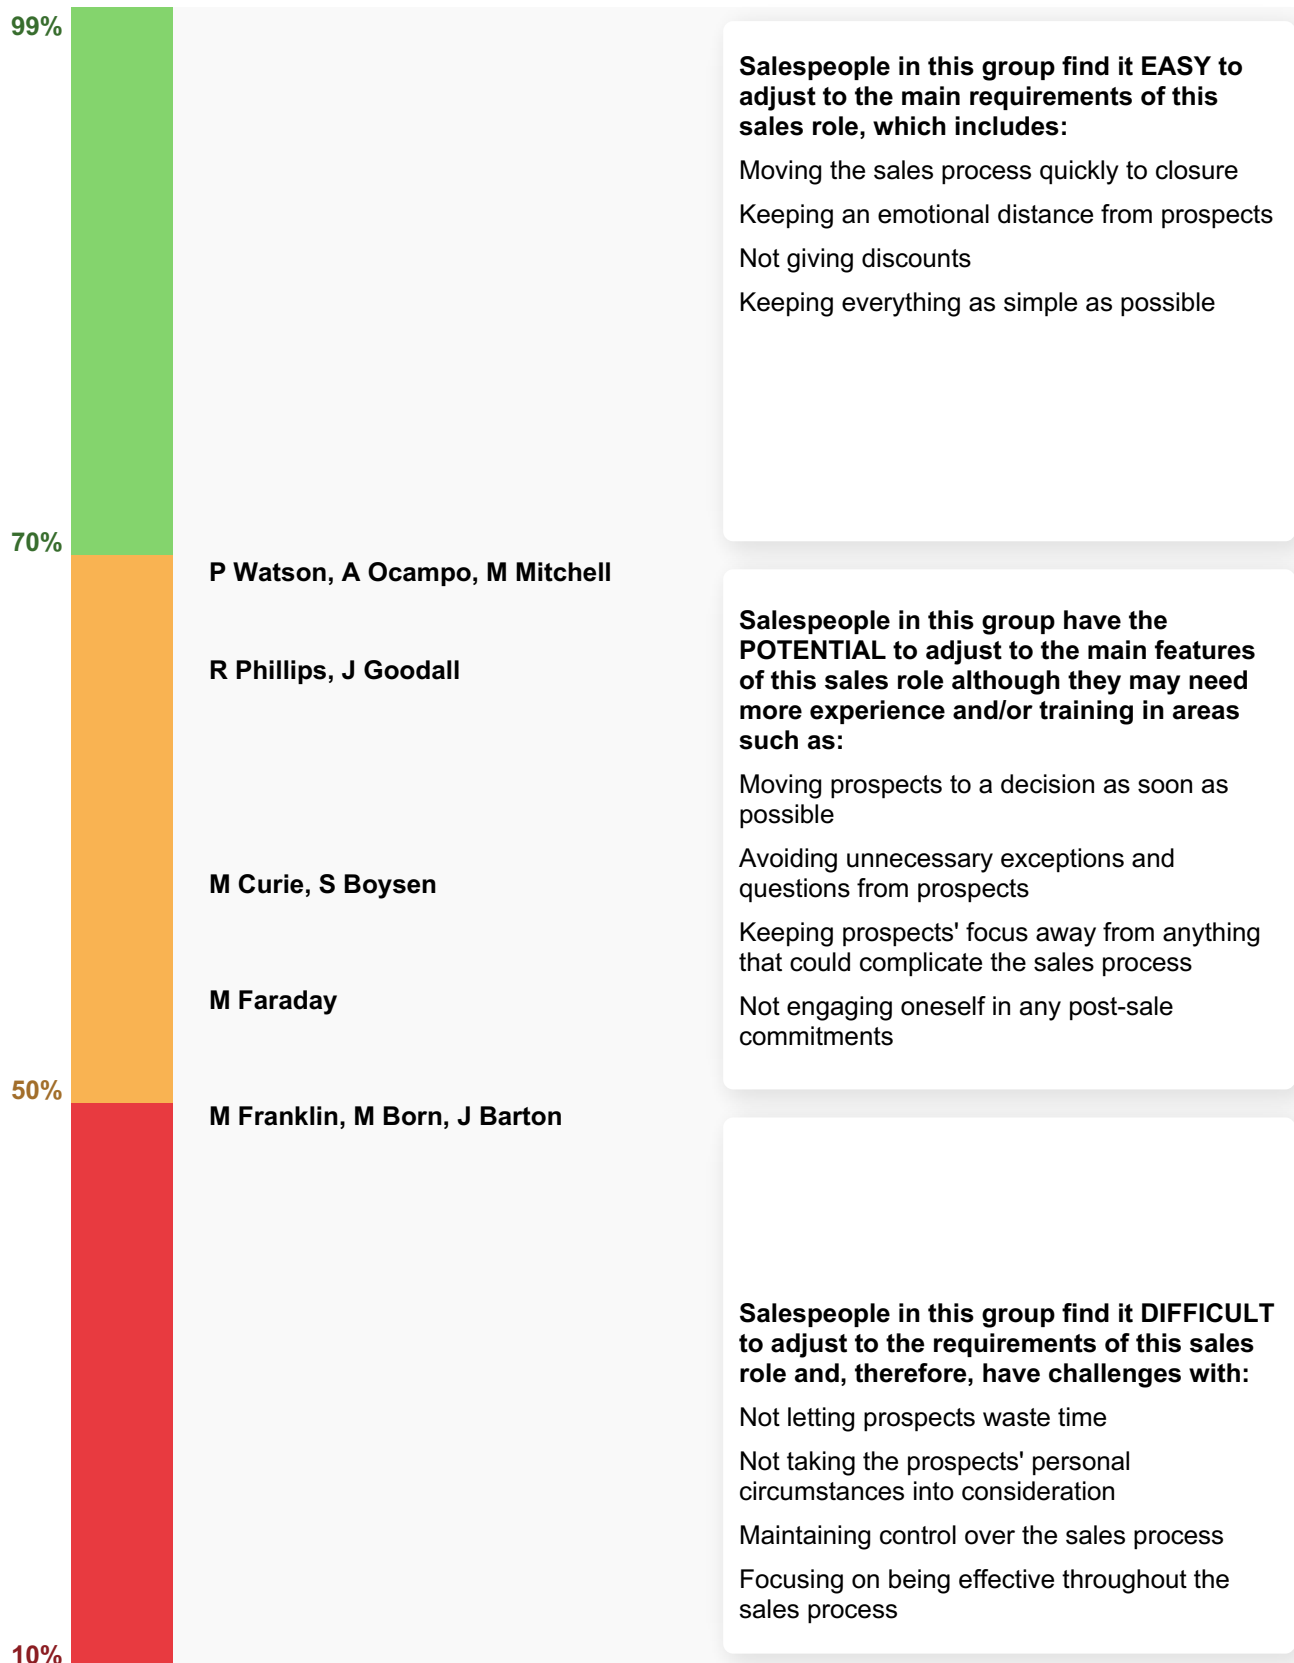 99%
Salespeople in this group find it EASY to
adjust to the main requirements of this
sales role, which includes:
Moving the sales process quickly to closure
Keeping an emotional distance from prospects
Not giving discounts
Keeping everything as simple as possible
70%
P Watson, A Ocampo, M Mitchell
R Phillips, J Goodall
M Curie, S Boysen
M Faraday
Salespeople in this group have the
POTENTIAL to adjust to the main features
of this sales role although they may need
more experience and/or training in areas
such as:
Moving prospects to a decision as soon as
possible
Avoiding unnecessary exceptions and
questions from prospects
Keeping prospects' focus away from anything
that could complicate the sales process
Not engaging oneself in any post-sale
commitments
50%
M Franklin, M Born, J Barton
Salespeople in this group find it DIFFICULT
to adjust to the requirements of this sales
role and, therefore, have challenges with:
Not letting prospects waste time
Not taking the prospects' personal
circumstances into consideration
Maintaining control over the sales process
Focusing on being effective throughout the
sales process
10%